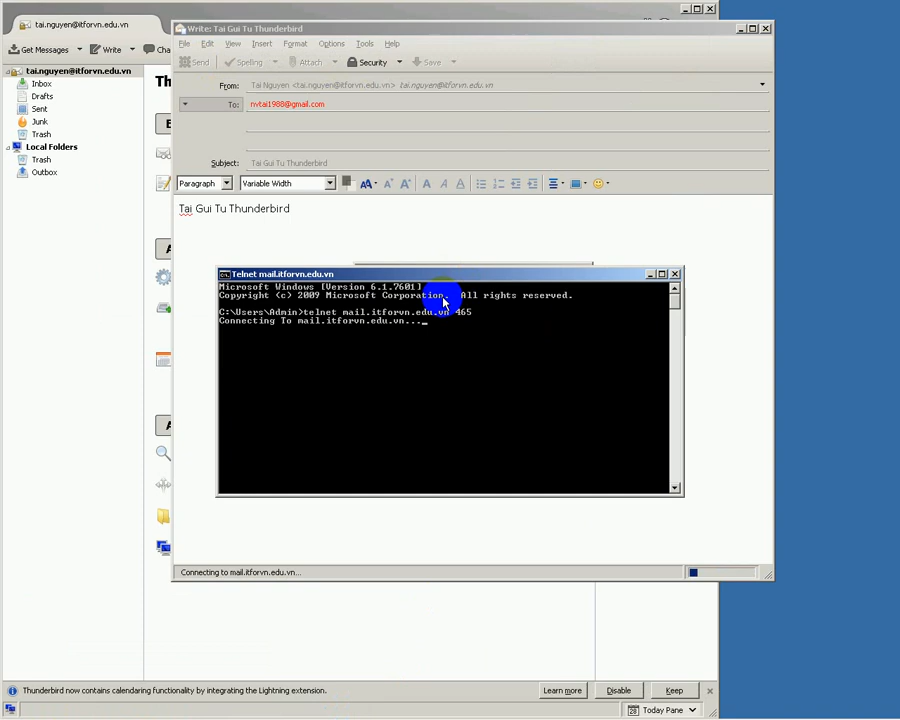 tai.nguyen@itforvn.edu.vn
Get Messages
Write
Cha
tai.nguyen@itforvn.edu.vn
Inbox
Drafts
Sent
Junk
Trash
Local Folders
Trash
Outbox
Th
Write: Tai Gui Tu Thunderbird
File Edit View Insert Format Options Tools Help
Send Spelling Attach Security Save
From: Tai Nguyen <tai.nguyen@itforvn.edu.vn> tai.nguyen@itforvn.edu.vn
To: nvtai1988@gmail.com
Subject: Tai Gui Tu Thunderbird
Paragraph Variable Width
Tai Gui Tu Thunderbird
Telnet mail.itforvn.edu.vn
Microsoft Windows [Version 6.1.7601]
Copyright (c) 2009 Microsoft Corporation. All rights reserved.
C:\Users\Admin>telnet mail.itforvn.edu.vn 465
Connecting To mail.itforvn.edu.vn..._
Connecting to mail.itforvn.edu.vn...
Thunderbird now contains calendaring functionality by integrating the Lightning extension.
Learn more
Disable
Keep
28 Today Pane